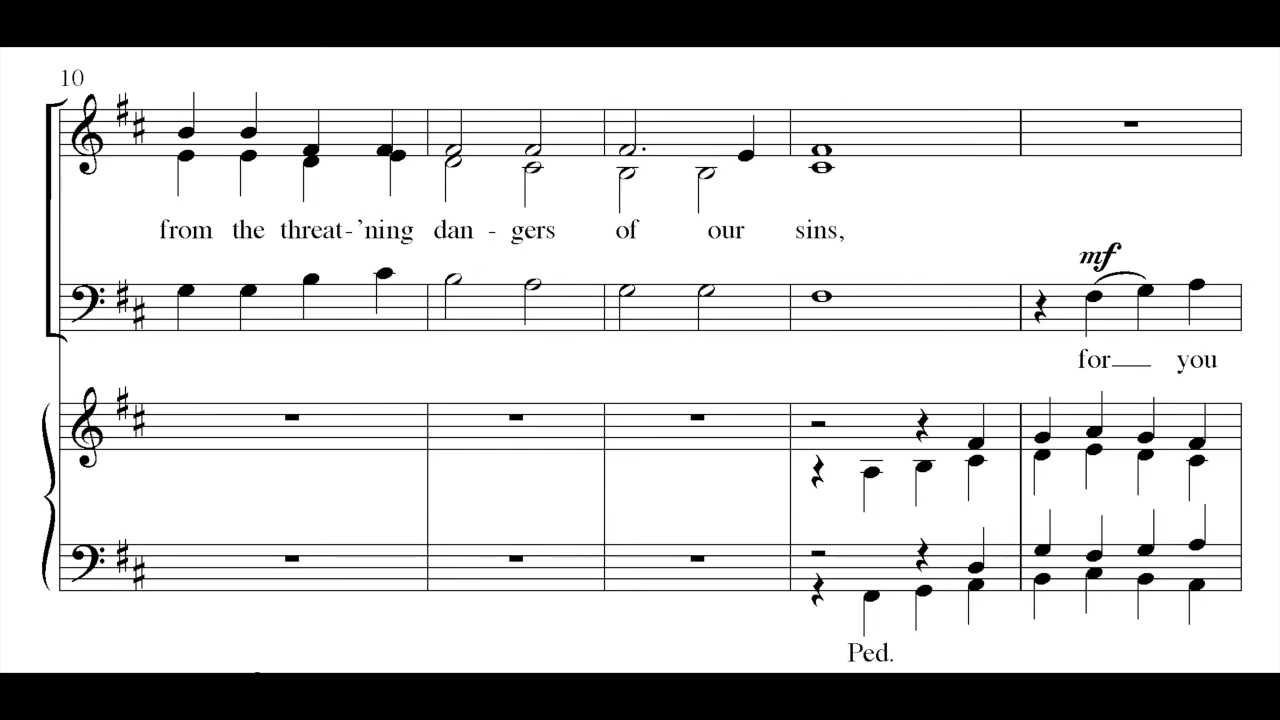 10
from the threat-'ning dan - gers of our sins,
mf
for you
Ped.